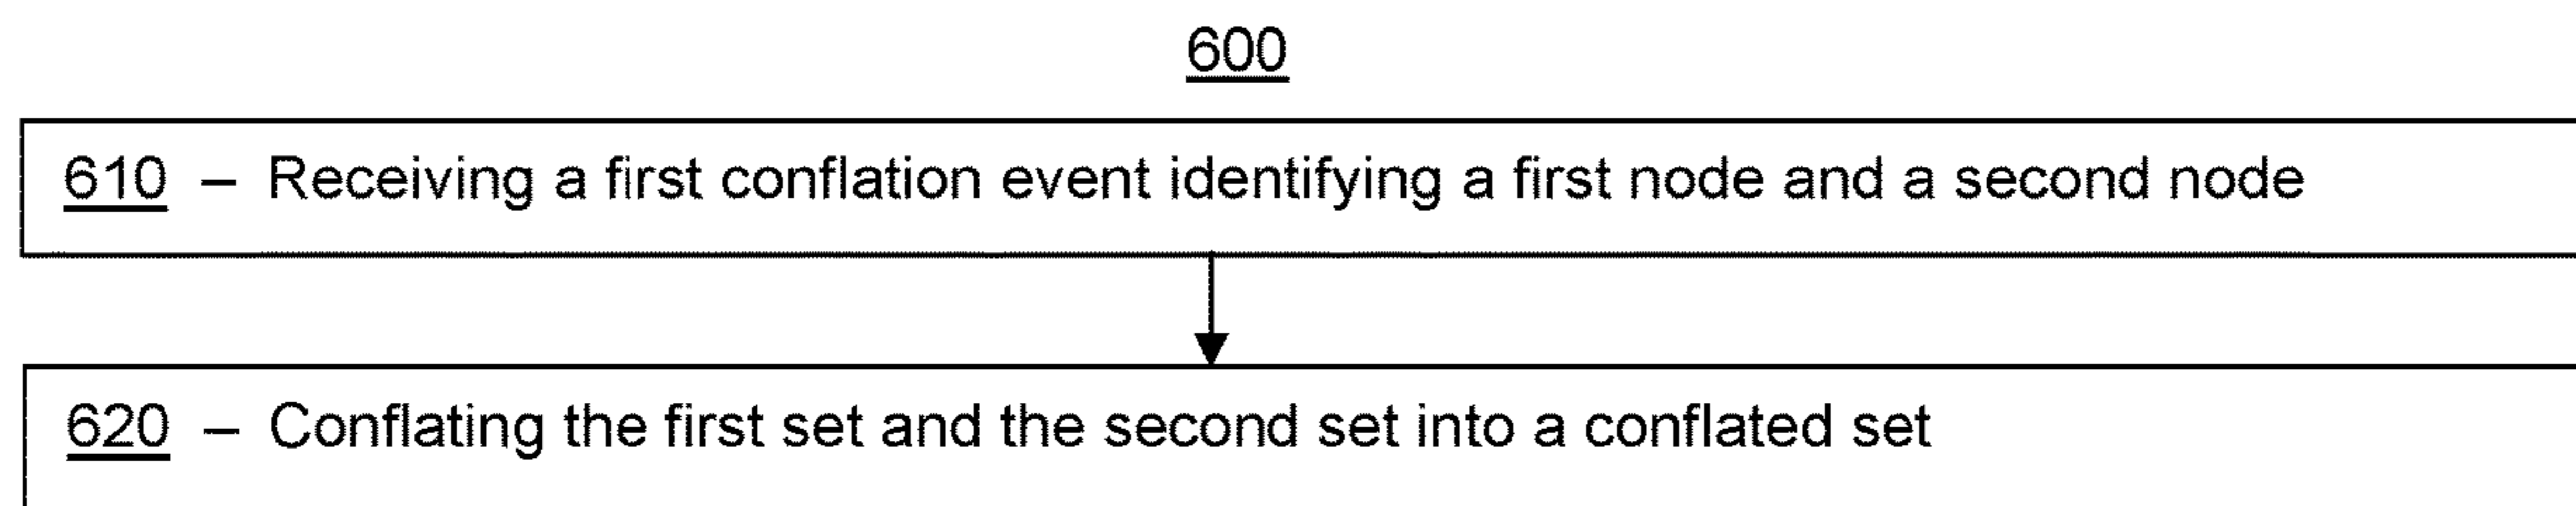 600
610 – Receiving a first conflation event identifying a first node and a second node
620 – Conflating the first set and the second set into a conflated set